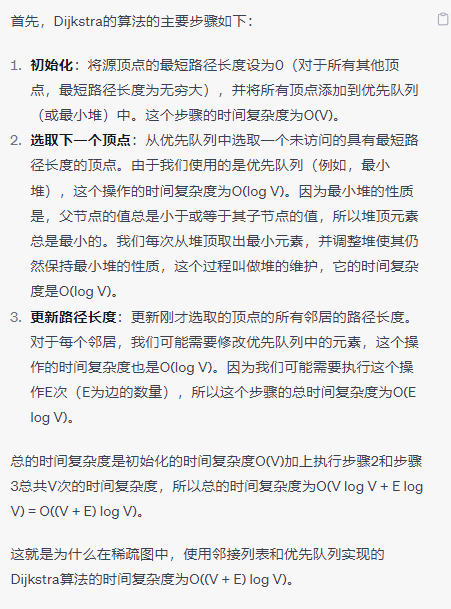 首先，Dijkstra的算法的主要步骤如下：
1. 初始化：将源顶点的最短路径长度设为0（对于所有其他顶
点，最短路径长度为无穷大），并将所有顶点添加到优先队列
（或最小堆）中。这个步骤的时间复杂度为O(V)。
2. 选取下一个顶点：从优先队列中选取一个未访问的具有最短路
径长度的顶点。由于我们使用的是优先队列（例如，最小
堆），这个操作的时间复杂度为O(log V)。因为最小堆的性质
是，父节点的值总是小于或等于其子节点的值，所以堆顶元素
总是最小的。我们每次从堆顶取出最小元素，并调整堆使其仍
然保持最小堆的性质，这个过程叫做堆的维护，它的时间复杂
度是O(log V)。
3. 更新路径长度：更新刚才选取的顶点的所有邻居的路径长度。
对于每个邻居，我们可能需要修改优先队列中的元素，这个操
作的时间复杂度也是O(log V)。因为我们可能需要执行这个操
作E次（E为边的数量），所以这个步骤的总时间复杂度为O(E
log V)。
总的时间复杂度是初始化的时间复杂度O(V)加上执行步骤2和步骤
3总共V次的时间复杂度，所以总的时间复杂度为O(V log V + E log
V) = O((V + E) log V)。
这就是为什么在稀疏图中，使用邻接列表和优先队列实现的
Dijkstra算法的时间复杂度为O((V + E) log V)。